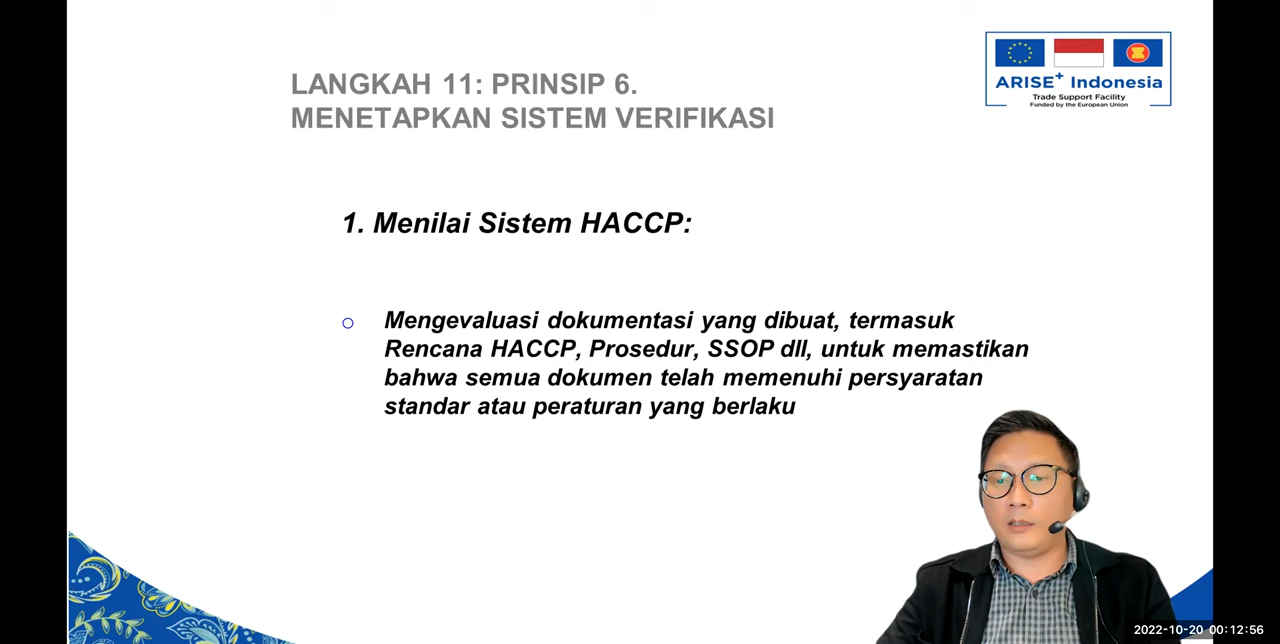 LANGKAH 11: PRINSIP 6.
MENETAPKAN SISTEM VERIFIKASI
ARISE+ Indonesia
Trade Support Facility
Funded by the European Union
1. Menilai Sistem HACCP:
Mengevaluasi dokumentasi yang dibuat, termasuk
Rencana HACCP, Prosedur, SSOP dll, untuk memastikan
bahwa semua dokumen telah memenuhi persyaratan
standar atau peraturan yang berlaku
2022-10-20 00:12:56